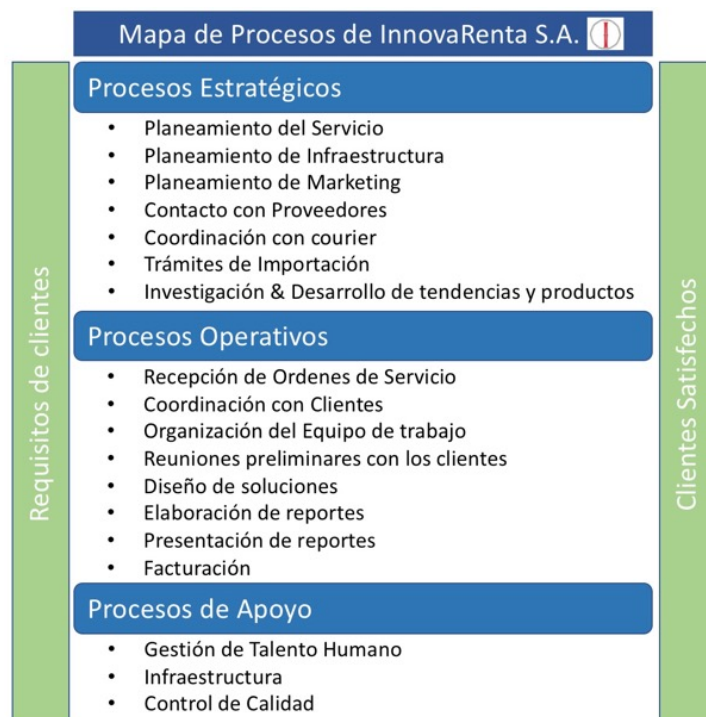 Mapa de Procesos de InnovaRenta S.A.
Requisitos de clientes
Procesos Estratégicos
• Planeamiento del Servicio
• Planeamiento de Infraestructura
• Planeamiento de Marketing
• Contacto con Proveedores
• Coordinación con courier
• Trámites de Importación
• Investigación & Desarrollo de tendencias y productos
Procesos Operativos
• Recepción de Ordenes de Servicio
• Coordinación con Clientes
• Organización del Equipo de trabajo
• Reuniones preliminares con los clientes
• Diseño de soluciones
• Elaboración de reportes
• Presentación de reportes
• Facturación
Procesos de Apoyo
• Gestión de Talento Humano
• Infraestructura
• Control de Calidad
Clientes Satisfechos